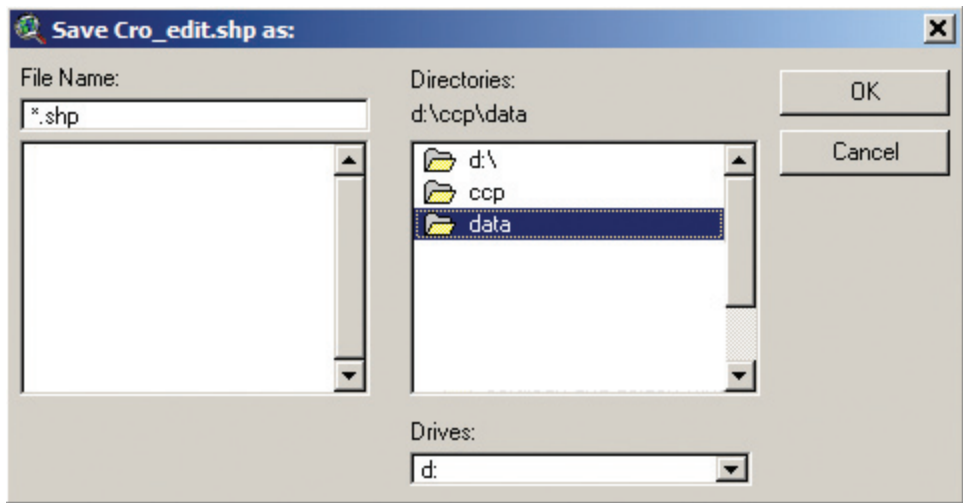 Save Cro_edit.shp as:
File Name:
*.shp
Directories:
d:\ccp\data
d:\
ccp
data
Drives:
d:
OK
Cancel